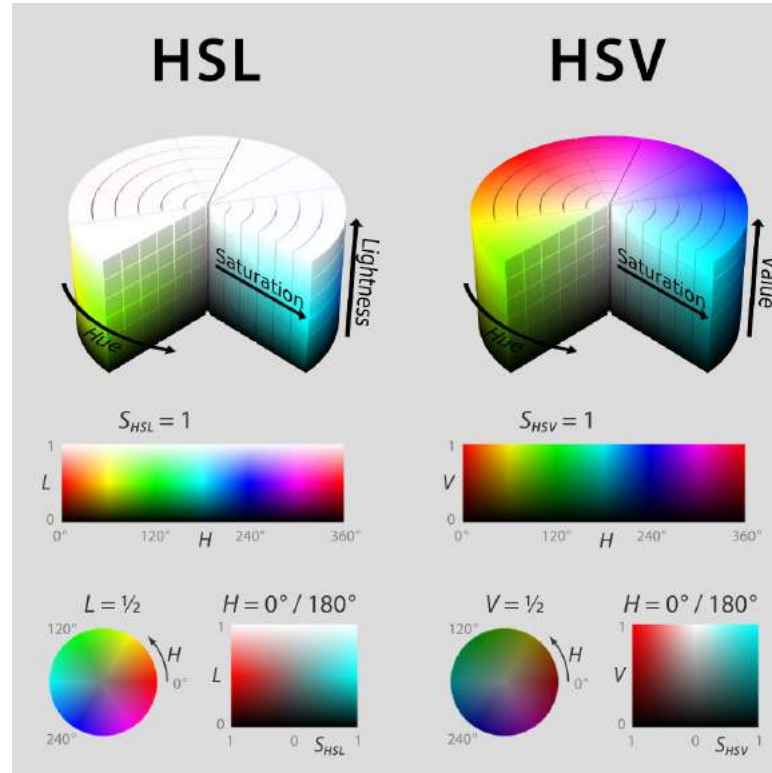 HSL
HSV
Saturation
Lightness
Hue
Saturation
Value
Hue
S_HSL = 1
1
L
0
0°
120°
H
240°
360°
S_HSV = 1
1
V
0
0°
120°
H
240°
360°
L = ½
120°
H
0°
240°
H = 0° / 180°
1
L
0
1
0
S_HSL
1
V = ½
120°
H
0°
240°
H = 0° / 180°
1
V
0
1
0
S_HSV
1